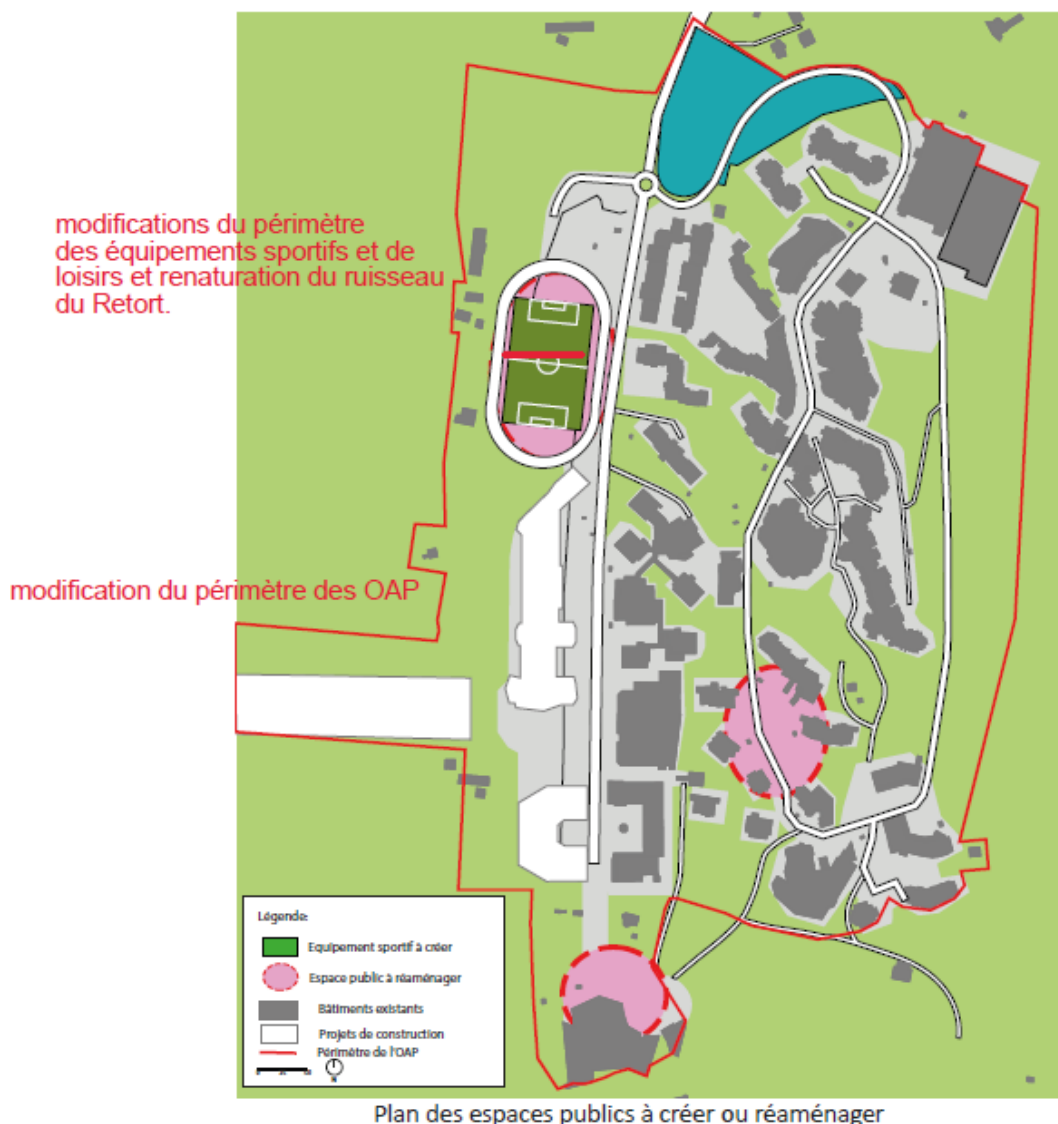 modifications du périmètre
des équipements sportifs et de
loisirs et renaturation du ruisseau
du Retort.
modification du périmètre des OAP
Légende:
Equipement sportif à créer
Espace public à réaménager
Bâtiments existants
Projets de construction
Périmètre de l'OAP
N
Plan des espaces publics à créer ou réaménager